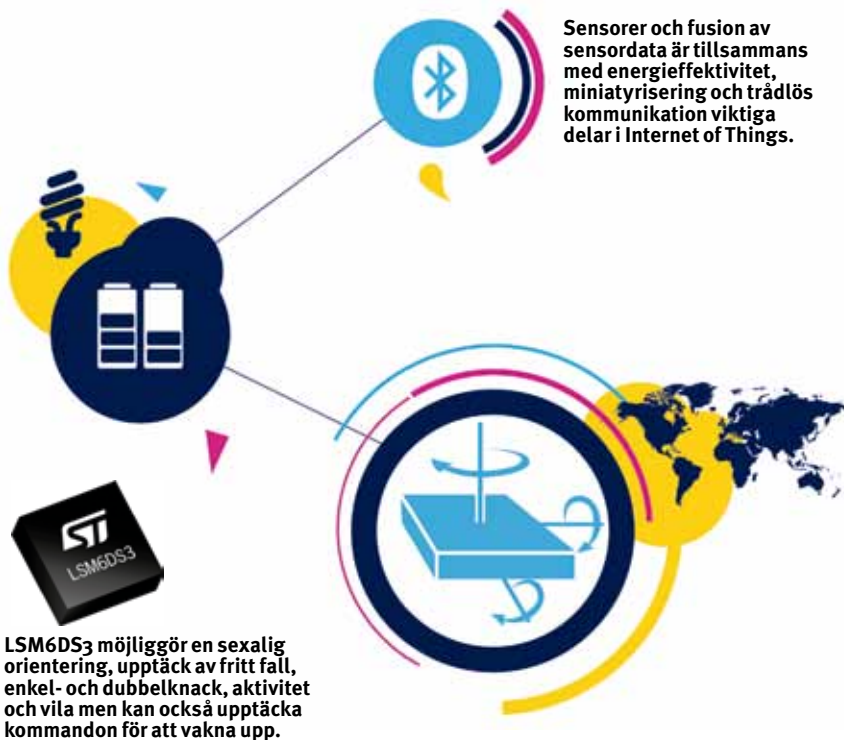 Sensorer och fusion av
sensordata är tillsammans
med energieffektivitet,
miniatyrisering och trådlös
kommunikation viktiga
delar i Internet of Things.
ST
LSM6DS3
LSM6DS3 möjliggör en sexalig
orientering, upptäck av fritt fall,
enkel- och dubbelknack, aktivitet
och vila men kan också upptäcka
kommandon för att vakna upp.